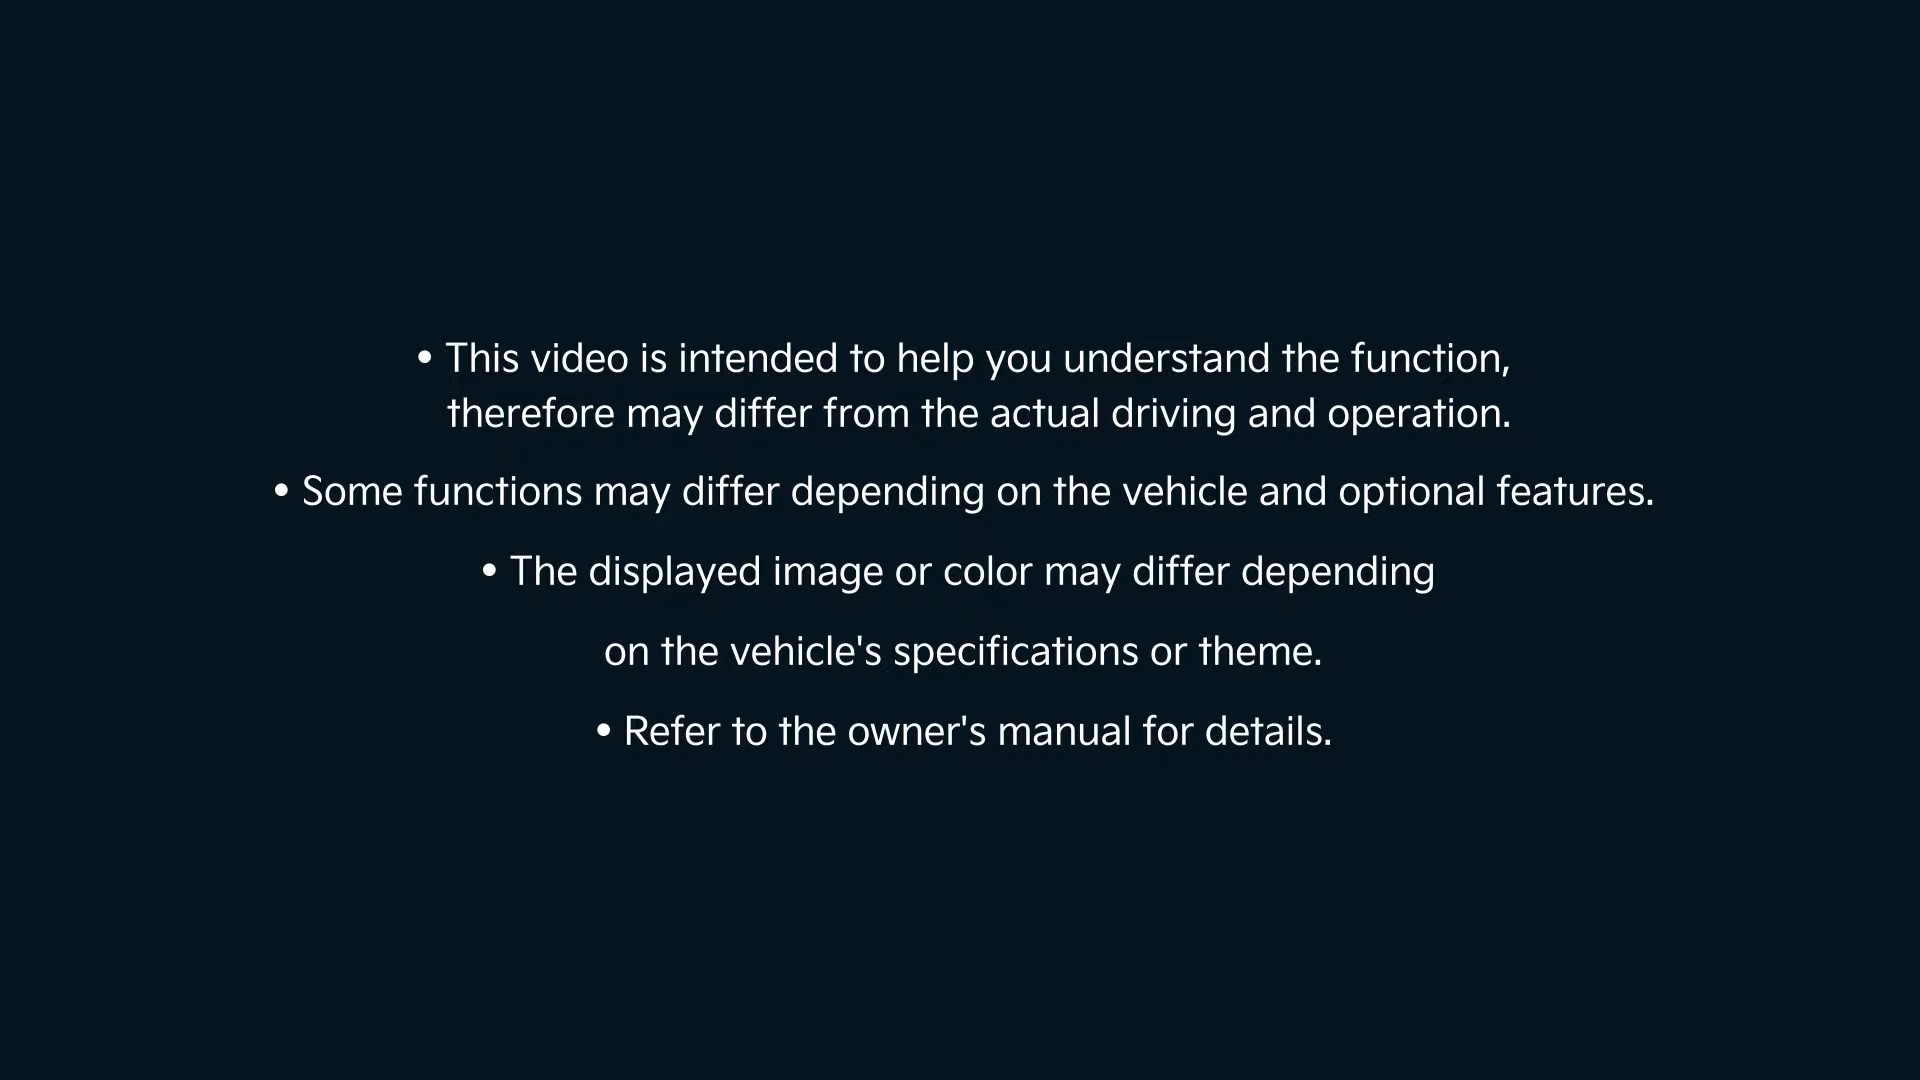 • This video is intended to help you understand the function,
therefore may differ from the actual driving and operation.
• Some functions may differ depending on the vehicle and optional features.
• The displayed image or color may differ depending
on the vehicle's specifications or theme.
• Refer to the owner's manual for details.